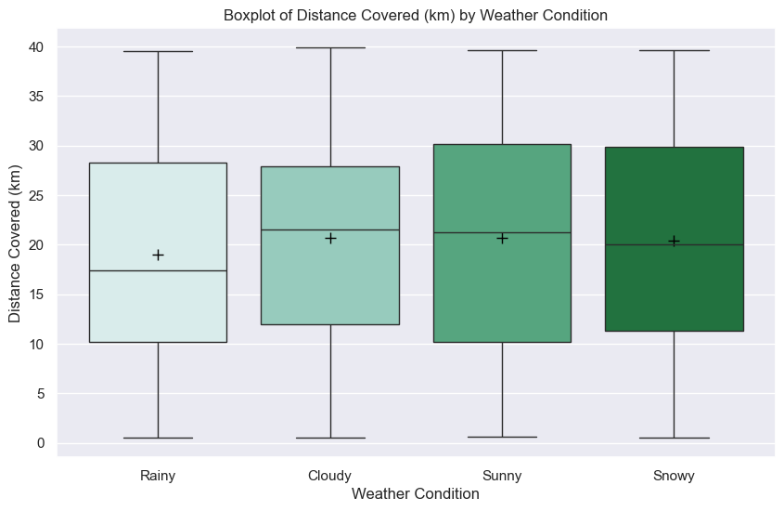 Boxplot of Distance Covered (km) by Weather Condition
Distance Covered (km)
40
35
30
25
20
15
10
5
0
Rainy Cloudy Sunny Snowy
Weather Condition